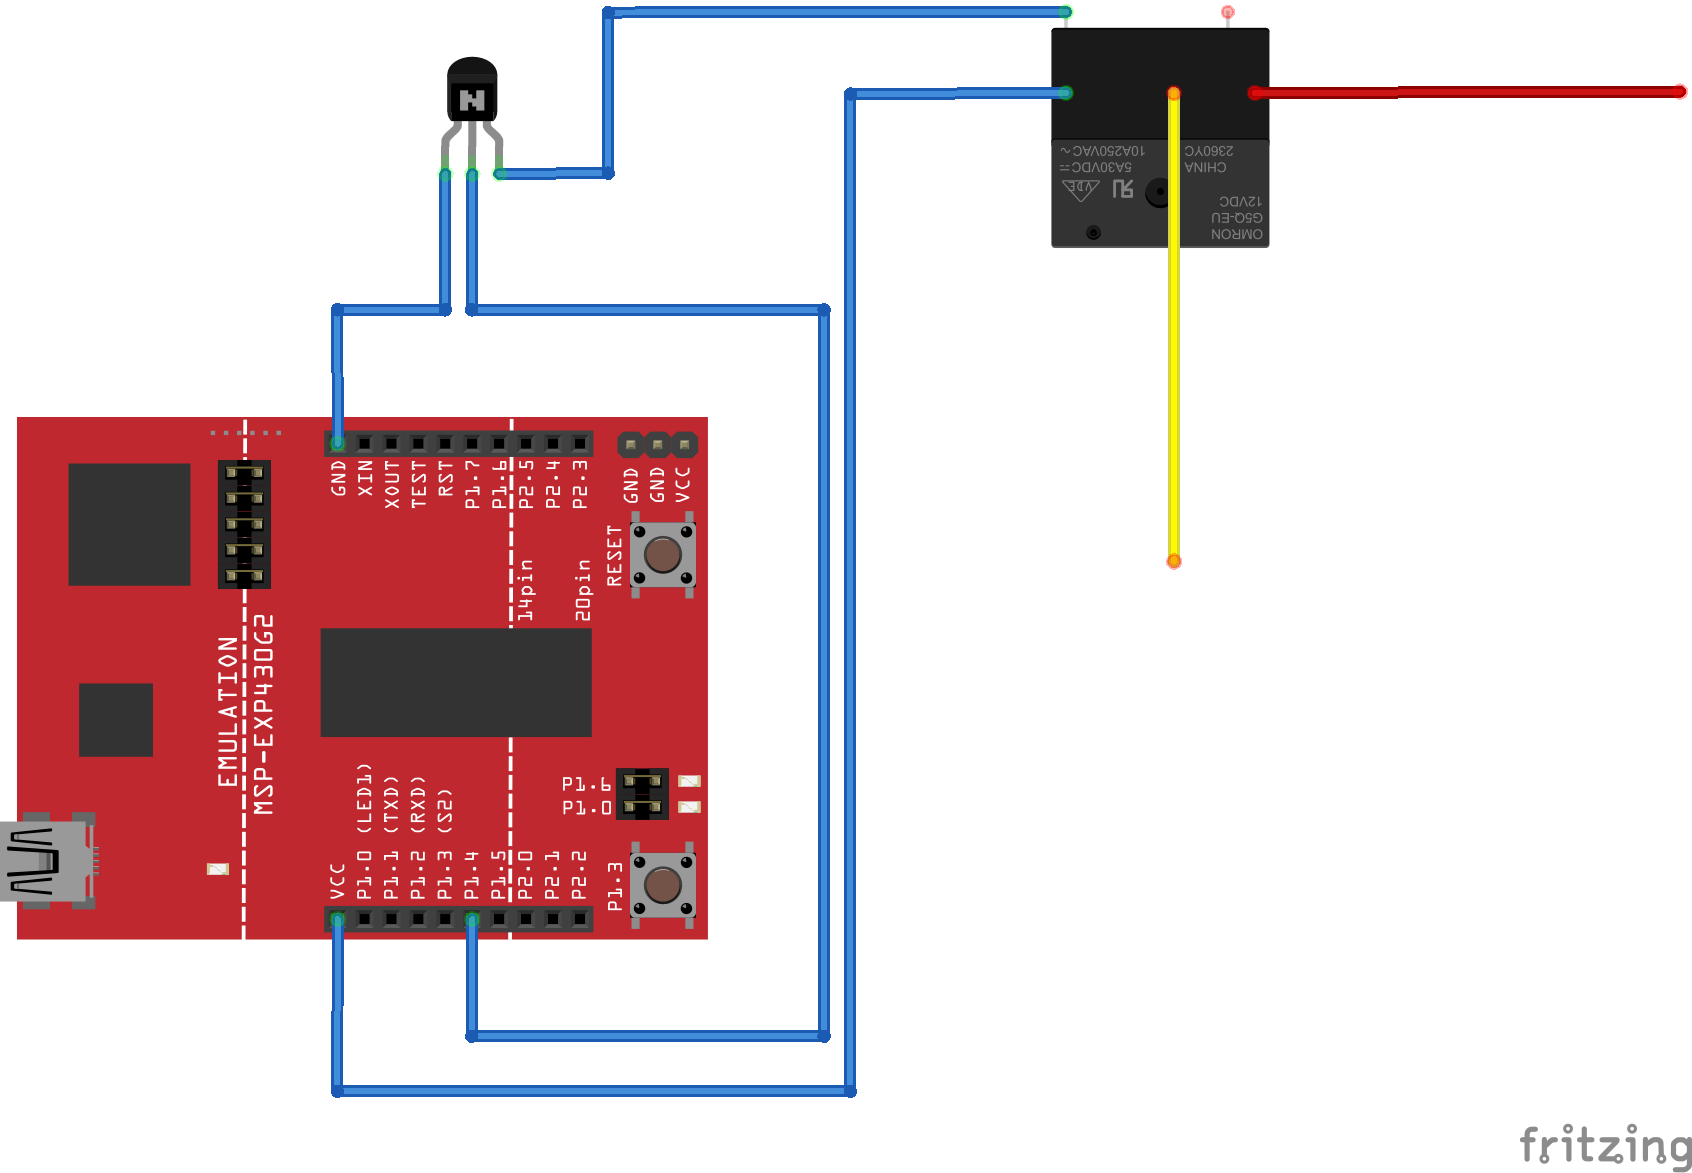 N
10A250VAC~
5A30VDC⎓
VDE
2360YC
CHINA
12VDC
G5Q-EU
OMRON
GND
XIN
XOUT
TEST
RST
P1.7
P1.6
P2.5
P2.4
P2.3
GND
GND
VCC
RESET
14pin
20pin
EMULATION
MSP-EXP430G2
P1.6
P1.0
VCC
P1.0 (LED1)
P1.1 (TXD)
P1.2 (RXD)
P1.3 (S2)
P1.4
P1.5
P2.0
P2.1
P2.2
P1.3
fritzing